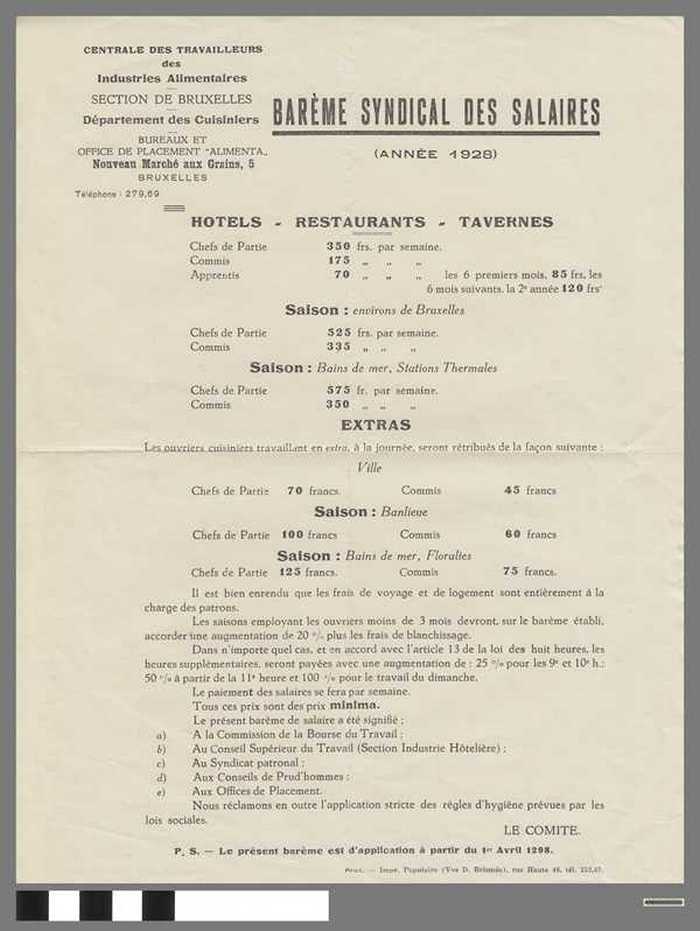 CENTRALE DES TRAVAILLEURS
des
Industries Alimentaires
SECTION DE BRUXELLES
Département des Cuisiniers
BUREAUX ET
OFFICE DE PLACEMENT "ALIMENTA„
Nouveau Marché aux Grains, 5
BRUXELLES
Téléphone : 279,69
BARÈME SYNDICAL DES SALAIRES
(ANNÉE 1928)
HOTELS - RESTAURANTS - TAVERNES
Chefs de Partie 350 frs. par semaine.
Commis 175 „ „ „
Apprentis 70 „ „ „ les 6 premiers mois, 85 frs. les
6 mois suivants, la 2e année 120 frs.
Saison : environs de Bruxelles
Chefs de Partie 525 frs. par semaine.
Commis 335 „ „ „
Saison : Bains de mer, Stations Thermales
Chefs de Partie 575 fr. par semaine.
Commis 350 „ „ „
EXTRAS
Les ouvriers cuisiniers travaillant en extra, à la journée, seront rétribués de la façon suivante :
Ville
Chefs de Partie 70 francs. Commis 45 francs
Saison : Banlieue
Chefs de Partie 100 francs Commis 60 francs
Saison : Bains de mer, Floralies
Chefs de Partie 125 francs. Commis 75 francs.
Il est bien enrendu que les frais de voyage et de logement sont entièrement à la
charge des patrons.
Les saisons employant les ouvriers moins de 3 mois devront, sur le barème établi,
accorder une augmentation de 20 % plus les frais de blanchissage.
Dans n'importe quel cas, et en accord avec l'article 13 de la loi des huit heures, les
heures supplémentaires, seront payées avec une augmentation de : 25 % pour les 9e et 10e h.;
50 % à partir de la 11e heure et 100 % pour le travail du dimanche.
Le paiement des salaires se fera par semaine.
Tous ces prix sont des prix minima.
Le présent barème de salaire a été signifié :
a) A la Commission de la Bourse du Travail ;
b) Au Conseil Supérieur du Travail (Section Industrie Hôtelière) ;
c) Au Syndicat patronal ;
d) Aux Conseils de Prud'hommes ;
e) Aux Offices de Placement.
Nous réclamons en outre l'application stricte des règles d'hygiène prévues par les
lois sociales.
LE COMITE.
P. S. — Le présent barème est d'application à partir du 1er Avril 1298.
Impr. Populaire (Vve D. Brismée), rue Haute